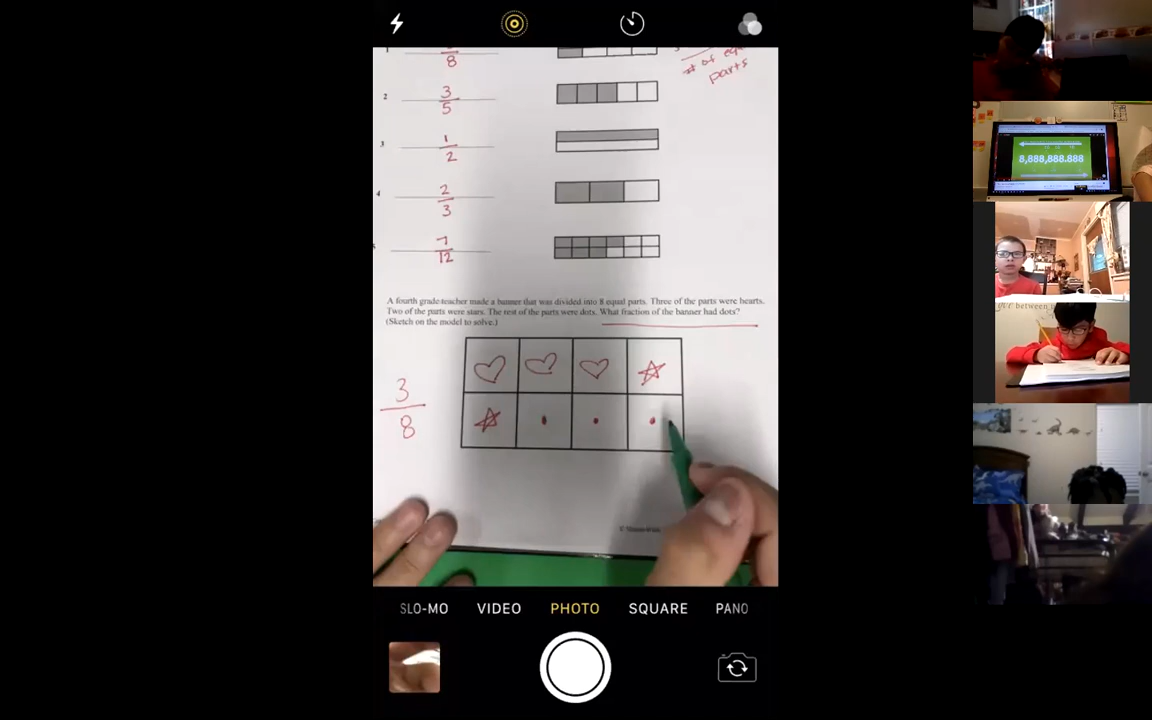 1
8
2
3
5
3
1
2
4
2
3
7
12
# of
parts
A fourth grade teacher made a banner that was divided into 8 equal parts. Three of the parts were hearts.
Two of the parts were stars. The rest of the parts were dots. What fraction of the banner had dots?
(Sketch on the model to solve.)
3
8
SLO-MO VIDEO PHOTO SQUARE PANO
8,888,888.888
between